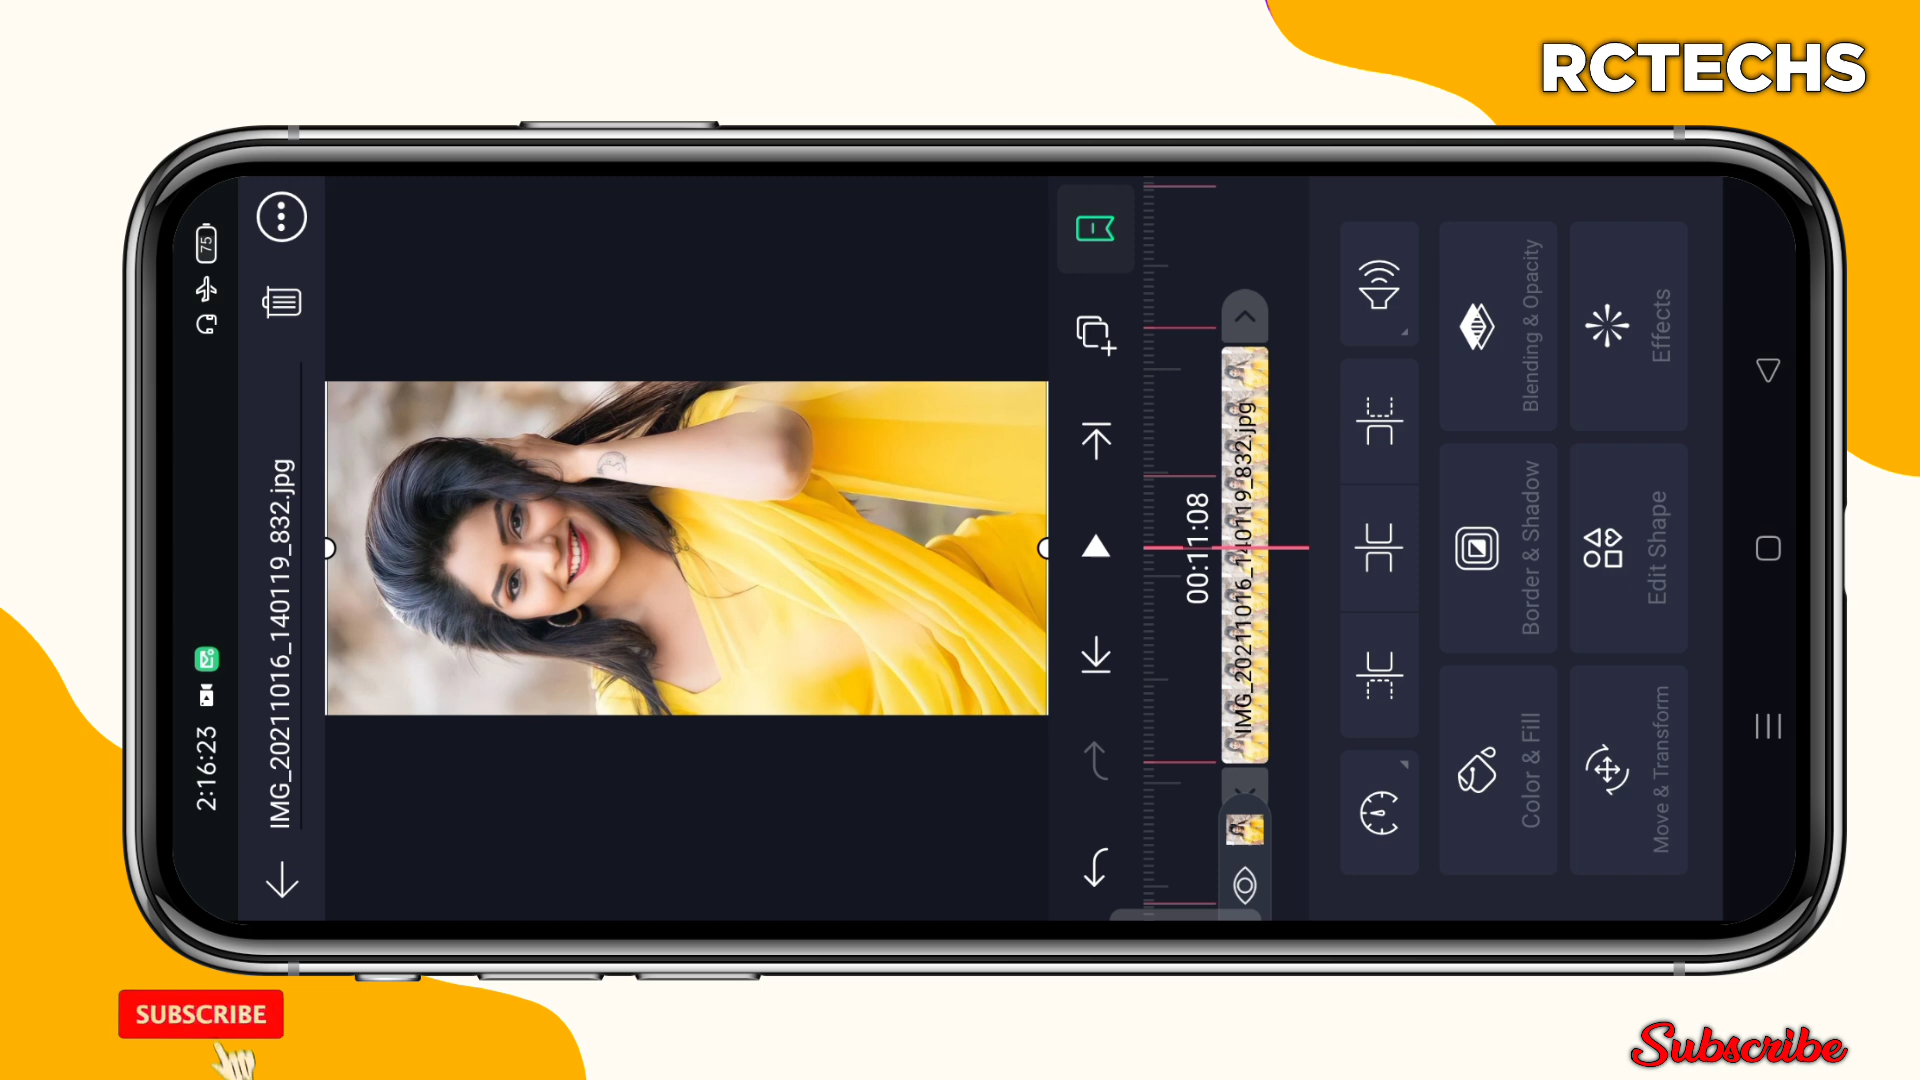 RCTECHS
2:16:23
75
IMG_20211016_140119_832.jpg
00:11:08
IMG_20211016_140119_832.jpg
Color & Fill
Border & Shadow
Blending & Opacity
Move & Transform
Edit Shape
Effects
SUBSCRIBE
Subscribe